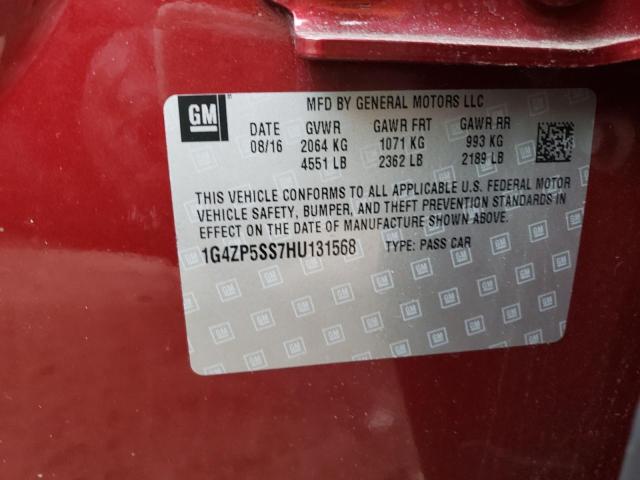 GM MFD BY GENERAL MOTORS LLC
DATE GVWR GAWR FRT GAWR RR
08/16 2064 KG 1071 KG 993 KG
4551 LB 2362 LB 2189 LB
THIS VEHICLE CONFORMS TO ALL APPLICABLE U.S. FEDERAL MOTOR
VEHICLE SAFETY, BUMPER, AND THEFT PREVENTION STANDARDS IN
EFFECT ON THE DATE OF MANUFACTURE SHOWN ABOVE.
1G4ZP5SS7HU131568 TYPE: PASS CAR